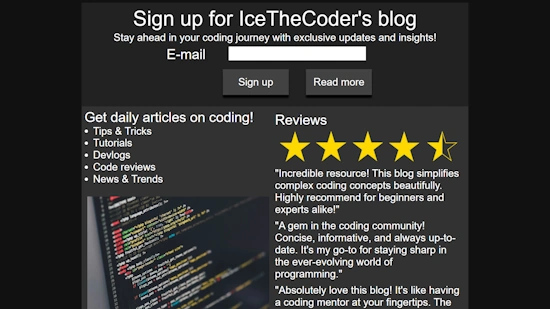 Sign up for IceTheCoder's blog
Stay ahead in your coding journey with exclusive updates and insights!
E-mail
Sign up
Read more
Get daily articles on coding!
• Tips & Tricks
• Tutorials
• Devlogs
• Code reviews
• News & Trends
Reviews
"Incredible resource! This blog simplifies
complex coding concepts beautifully.
Highly recommend for beginners and
experts alike!"
"A gem in the coding community!
Concise, informative, and always up-to-
date. It's my go-to for staying sharp in
the ever-evolving world of
programming."
"Absolutely love this blog! It's like having
a coding mentor at your fingertips. The